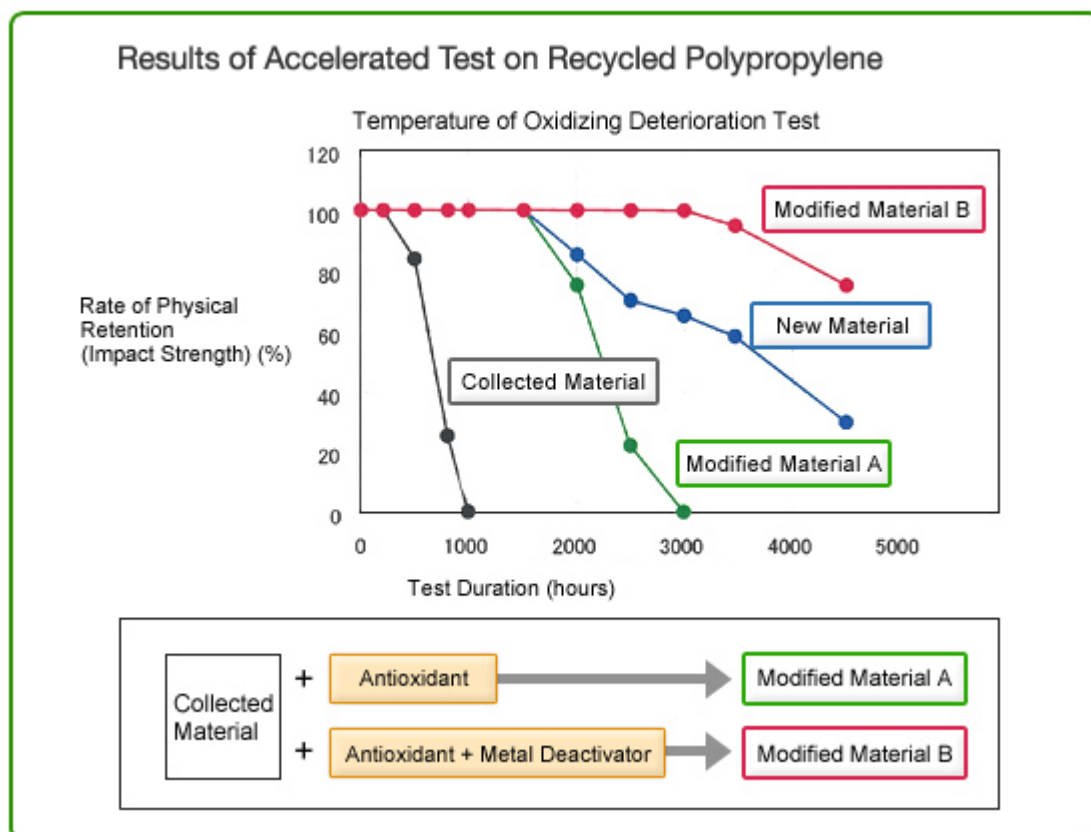 Results of Accelerated Test on Recycled Polypropylene
Temperature of Oxidizing Deterioration Test
120
100
80
60
40
20
0
Rate of Physical
Retention
(Impact Strength) (%)
Modified Material B
New Material
Collected Material
Modified Material A
0 1000 2000 3000 4000 5000
Test Duration (hours)
Collected
Material
+ Antioxidant
Modified Material A
+ Antioxidant + Metal Deactivator
Modified Material B